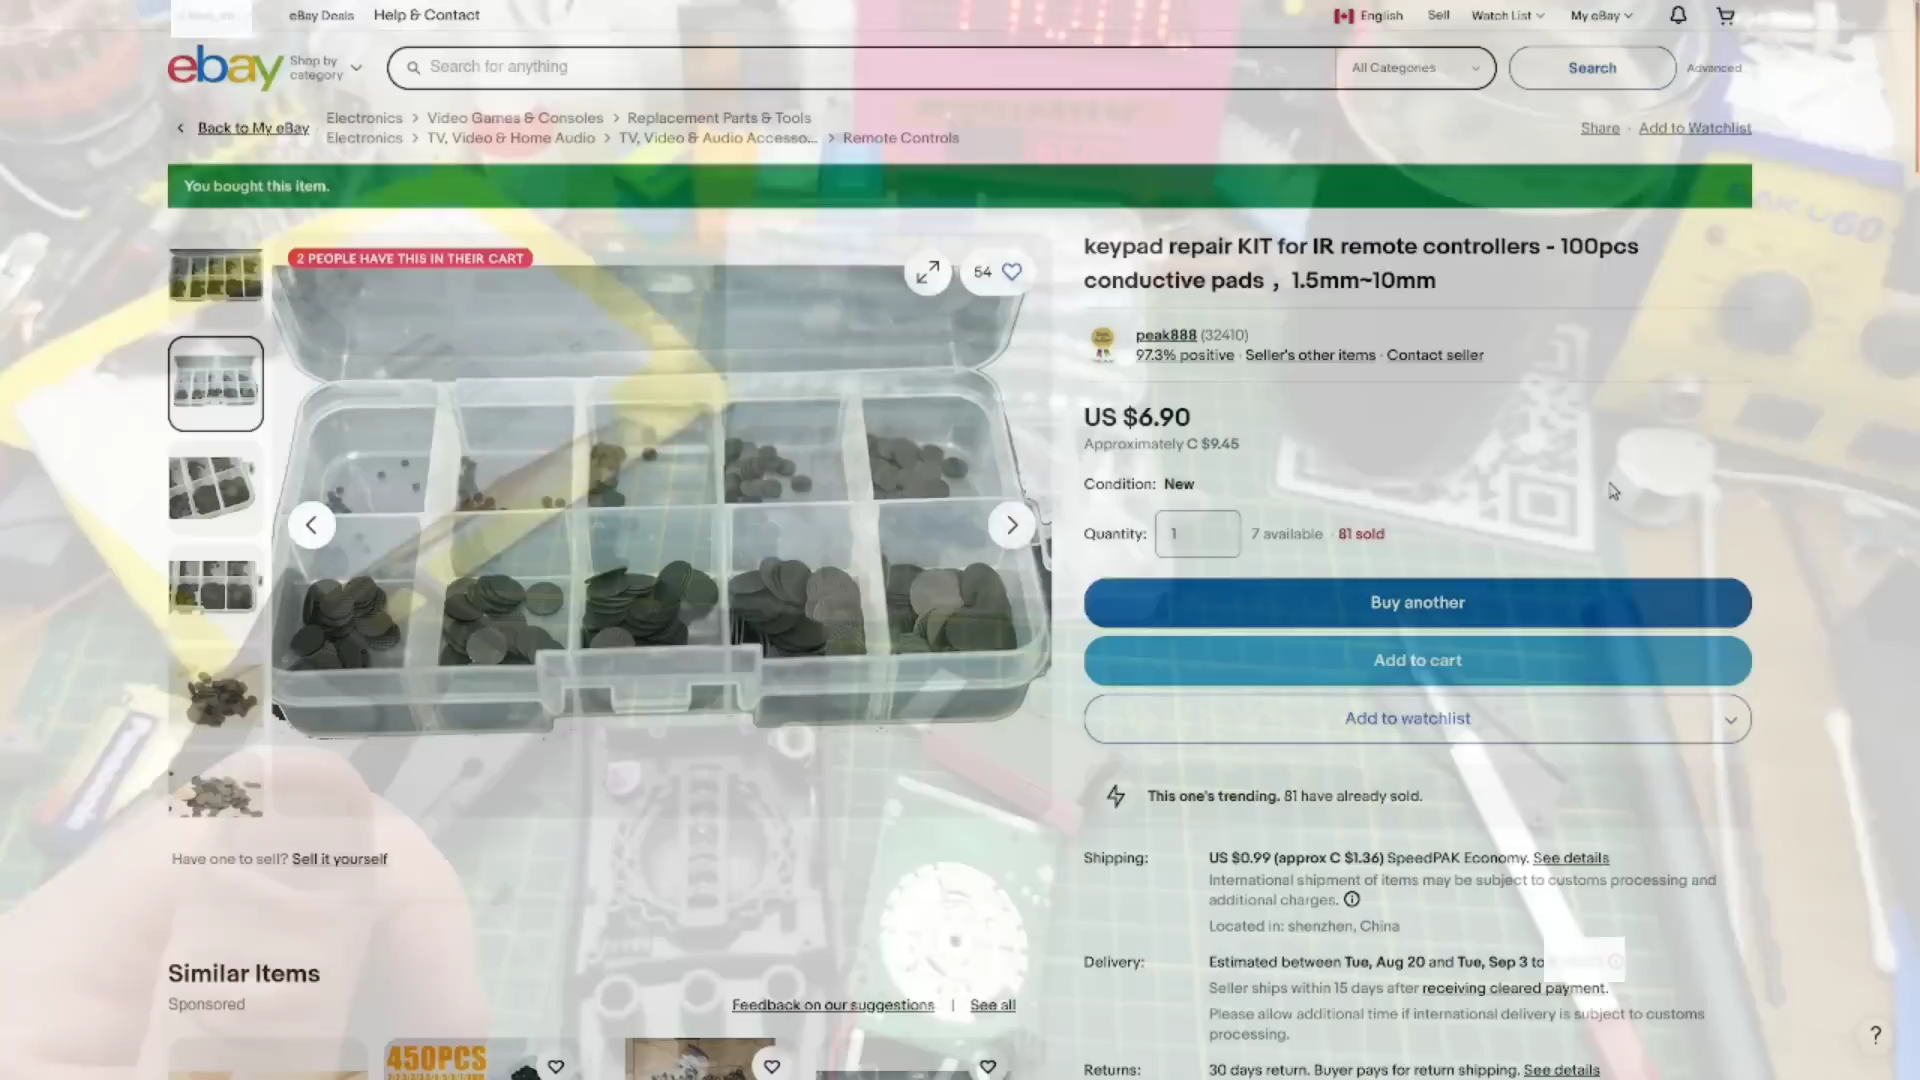 eBay Deals
Help & Contact
English
Sell
Watch List
My eBay
ebay
Shop by category
Search for anything
All Categories
Search
Advanced
Back to My eBay
Electronics > Video Games & Consoles > Replacement Parts & Tools
Electronics > TV, Video & Home Audio > TV, Video & Audio Accesso... > Remote Controls
Share
Add to Watchlist
You bought this item.
2 PEOPLE HAVE THIS IN THEIR CART
54
keypad repair KIT for IR remote controllers - 100pcs
conductive pads , 1.5mm~10mm
peak888 (32410)
97.3% positive · Seller's other items · Contact seller
US $6.90
Approximately C $9.45
Condition: New
Quantity: 1 7 available · 81 sold
Buy another
Add to cart
Add to watchlist
This one's trending. 81 have already sold.
Shipping: US $0.99 (approx C $1.36) SpeedPAK Economy. See details
International shipment of items may be subject to customs processing and
additional charges.
Located in: shenzhen, China
Delivery: Estimated between Tue, Aug 20 and Tue, Sep 3 to
Seller ships within 15 days after receiving cleared payment.
Please allow additional time if international delivery is subject to customs
processing.
Returns: 30 days return. Buyer pays for return shipping. See details
Have one to sell? Sell it yourself
Similar Items
Sponsored
Feedback on our suggestions | See all
450PCS
?